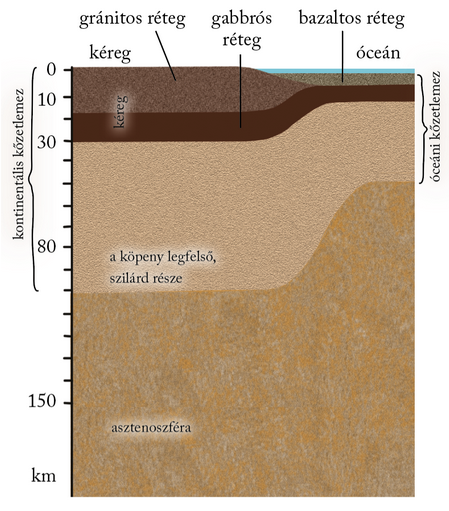 gránitos réteg
gabbrós
réteg
bazaltos réteg
kéreg
óceán
0
10
30
80
150
km
kontinentális kőzetlemez
kéreg
óceáni kőzetlemez
a köpeny legfelső,
szilárd része
asztenoszféra